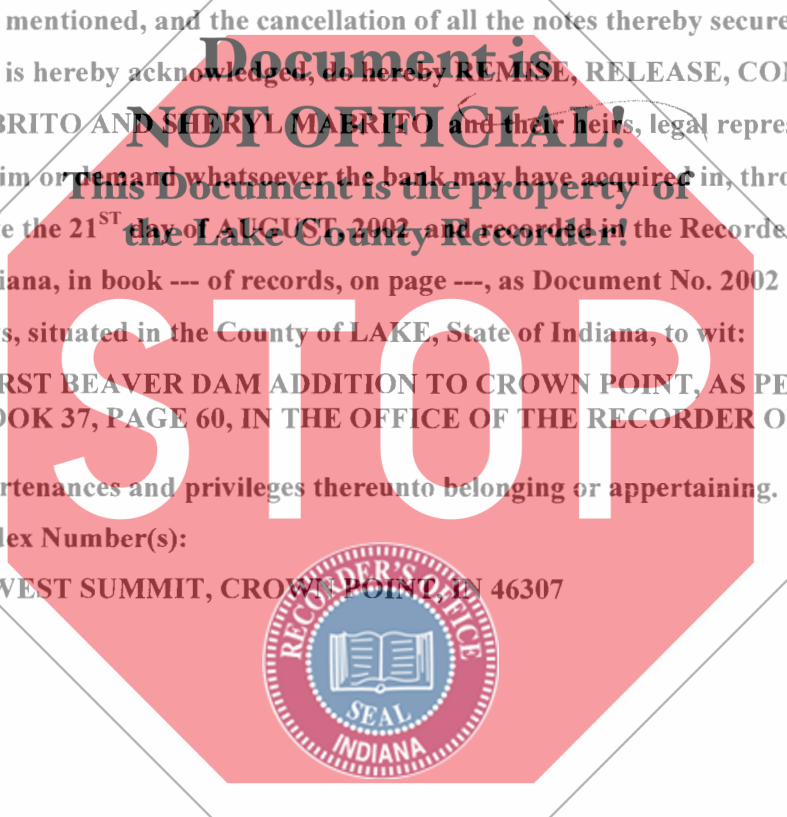 mentioned, and the cancellation of all the notes thereby secure
Document is
is hereby acknowledged, do hereby REMISE, RELEASE, CON
NOT OFFICIAL!
BRITO AND SHERYL MABRITO and their heirs, legal repres
This Document is the property of
im or demand whatsoever the bank may have acquired in, thro
the Lake County Recorder!
e the 21ST day of AUGUST, 2002 and recorded in the Recorde
iana, in book --- of records, on page ---, as Document No. 2002
s, situated in the County of LAKE, State of Indiana, to wit:
STOP
RST BEAVER DAM ADDITION TO CROWN POINT, AS PE
OOK 37, PAGE 60, IN THE OFFICE OF THE RECORDER O
rtenances and privileges thereunto belonging or appertaining.
dex Number(s):
WEST SUMMIT, CROWN POINT, IN 46307
RECORDER'S OFFICE
SEAL
INDIANA